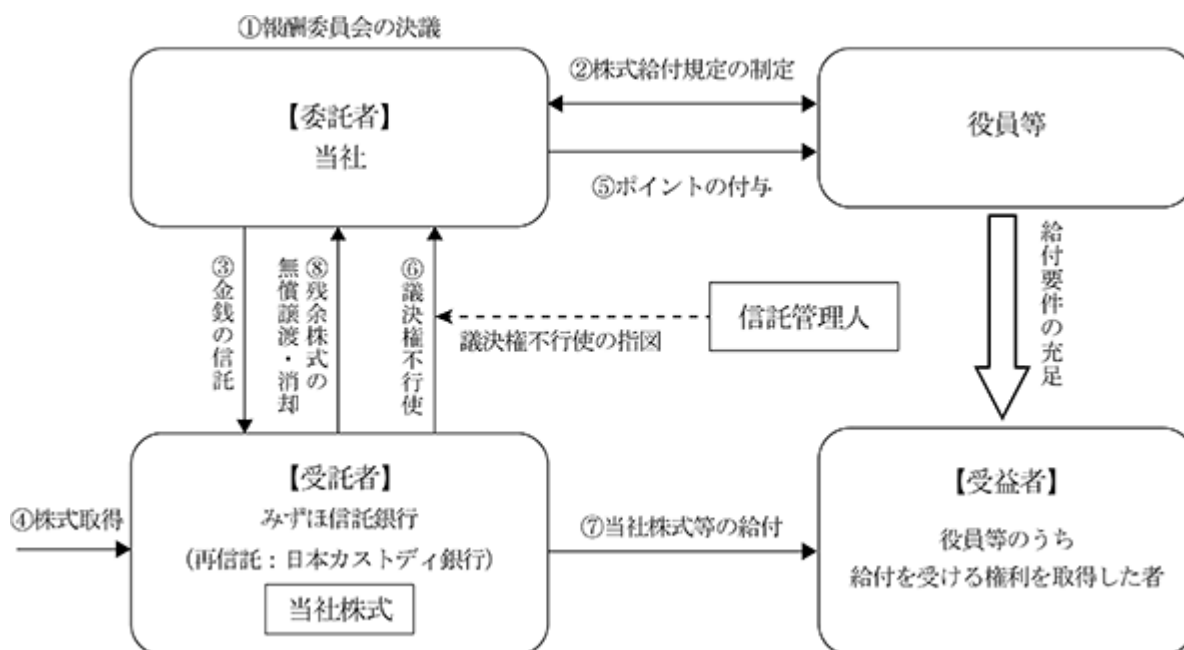 ①報酬委員会の決議
【委託者】
当社
②株式給付規定の制定
⑤ポイントの付与
役員等
③金銭の信託
⑧残余株式の
無償譲渡・消却
⑥議決権不行使
議決権不行使の指図
信託管理人
給付要件の充足
④株式取得
【受託者】
みずほ信託銀行
(再信託：日本カストディ銀行)
当社株式
⑦当社株式等の給付
【受益者】
役員等のうち
給付を受ける権利を取得した者